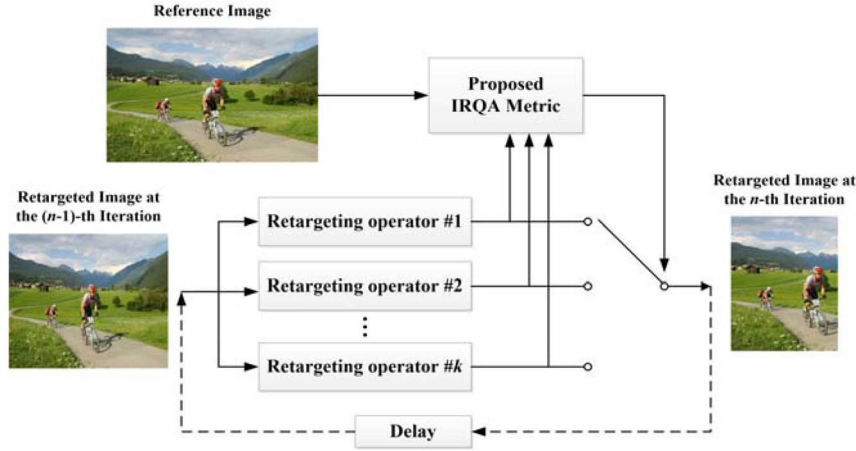 Reference Image
Proposed
IRQA Metric
Retargeted Image at
the (n-1)-th Iteration
Retargeted Image at
the n-th Iteration
Retargeting operator #1
Retargeting operator #2
⋮
Retargeting operator #k
Delay